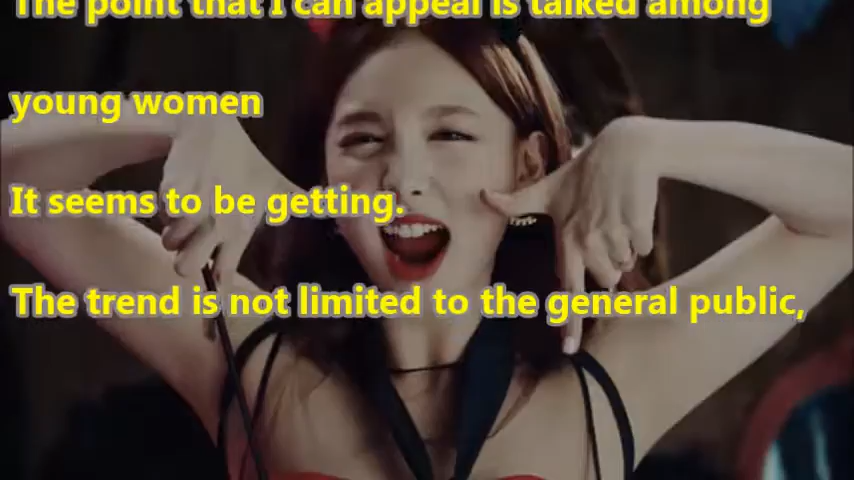 The point that I can appeal is talked among
young women
It seems to be getting.
The trend is not limited to the general public,